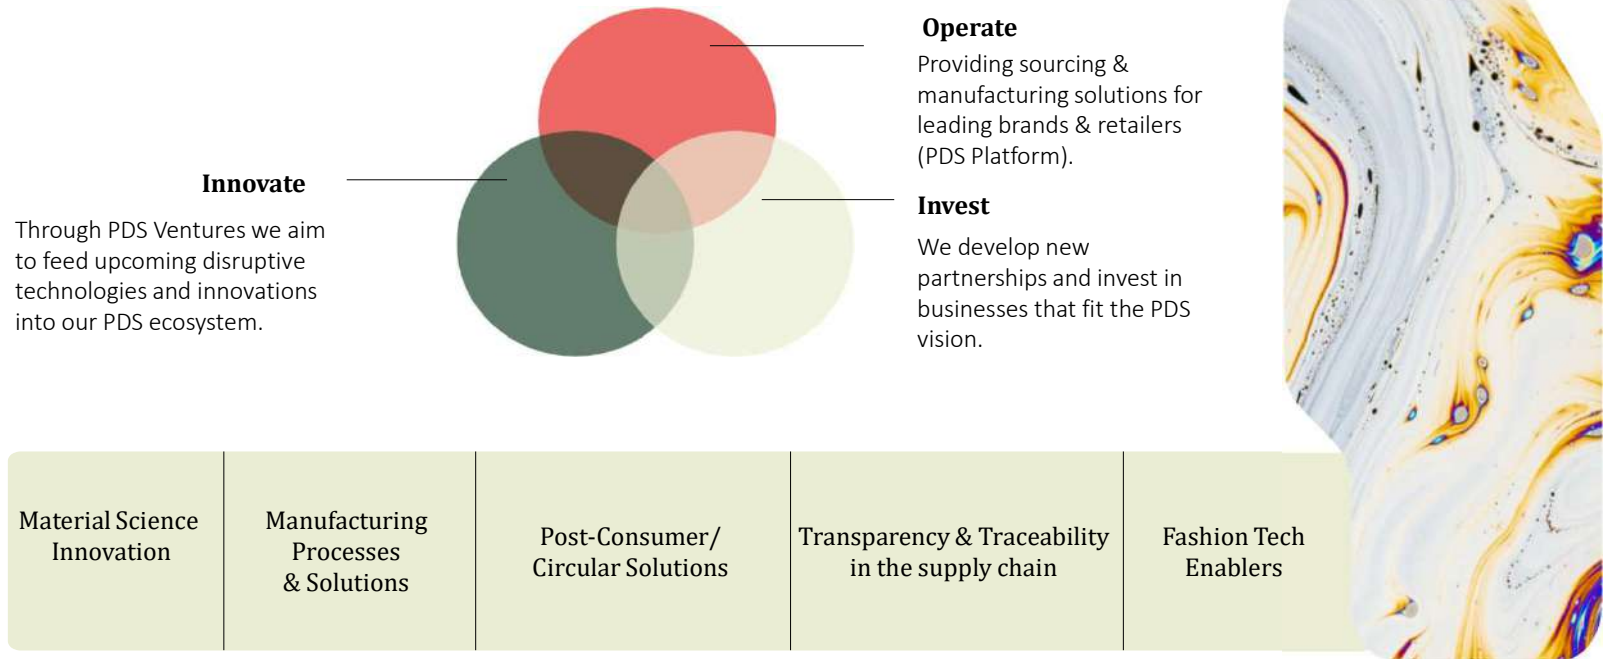 Operate
Providing sourcing &
manufacturing solutions for
leading brands & retailers
(PDS Platform).
Innovate
Through PDS Ventures we aim
to feed upcoming disruptive
technologies and innovations
into our PDS ecosystem.
Invest
We develop new
partnerships and invest in
businesses that fit the PDS
vision.
Material Science
Innovation
Manufacturing
Processes
& Solutions
Post-Consumer/
Circular Solutions
Transparency & Traceability
in the supply chain
Fashion Tech
Enablers